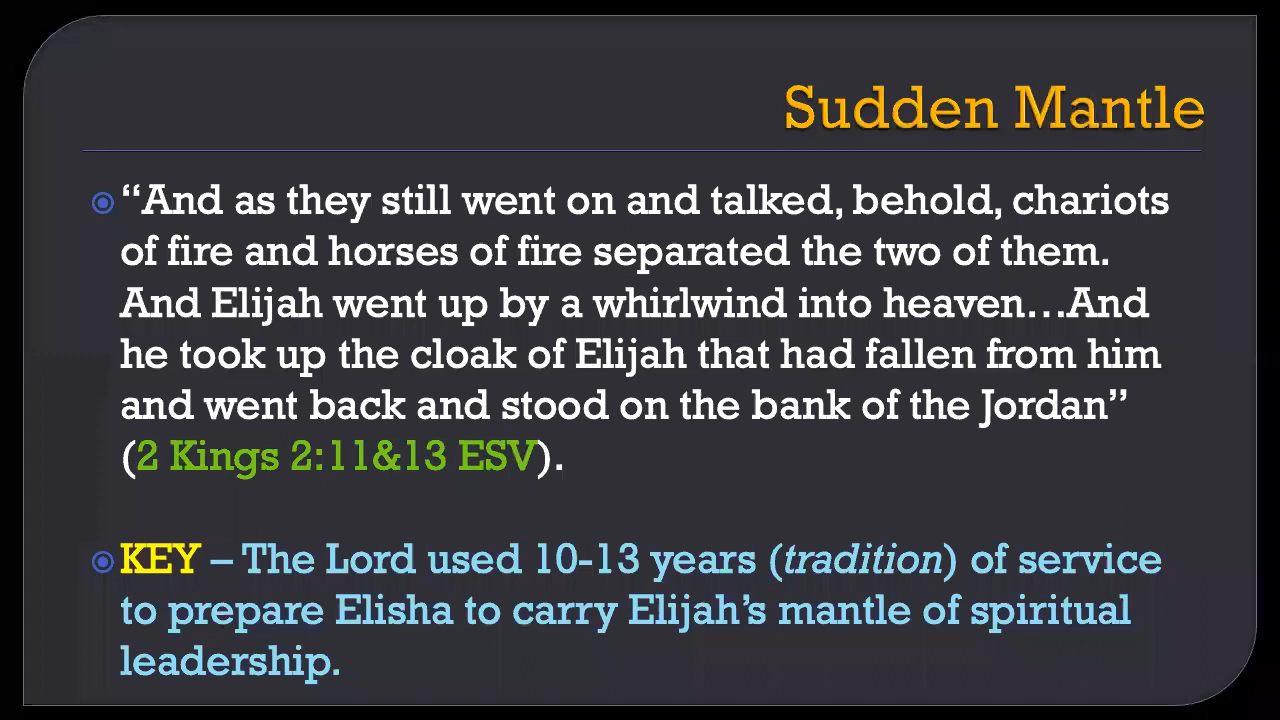 Sudden Mantle
“And as they still went on and talked, behold, chariots
of fire and horses of fire separated the two of them.
And Elijah went up by a whirlwind into heaven…And
he took up the cloak of Elijah that had fallen from him
and went back and stood on the bank of the Jordan”
(2 Kings 2:11&13 ESV).
KEY – The Lord used 10-13 years (tradition) of service
to prepare Elisha to carry Elijah’s mantle of spiritual
leadership.